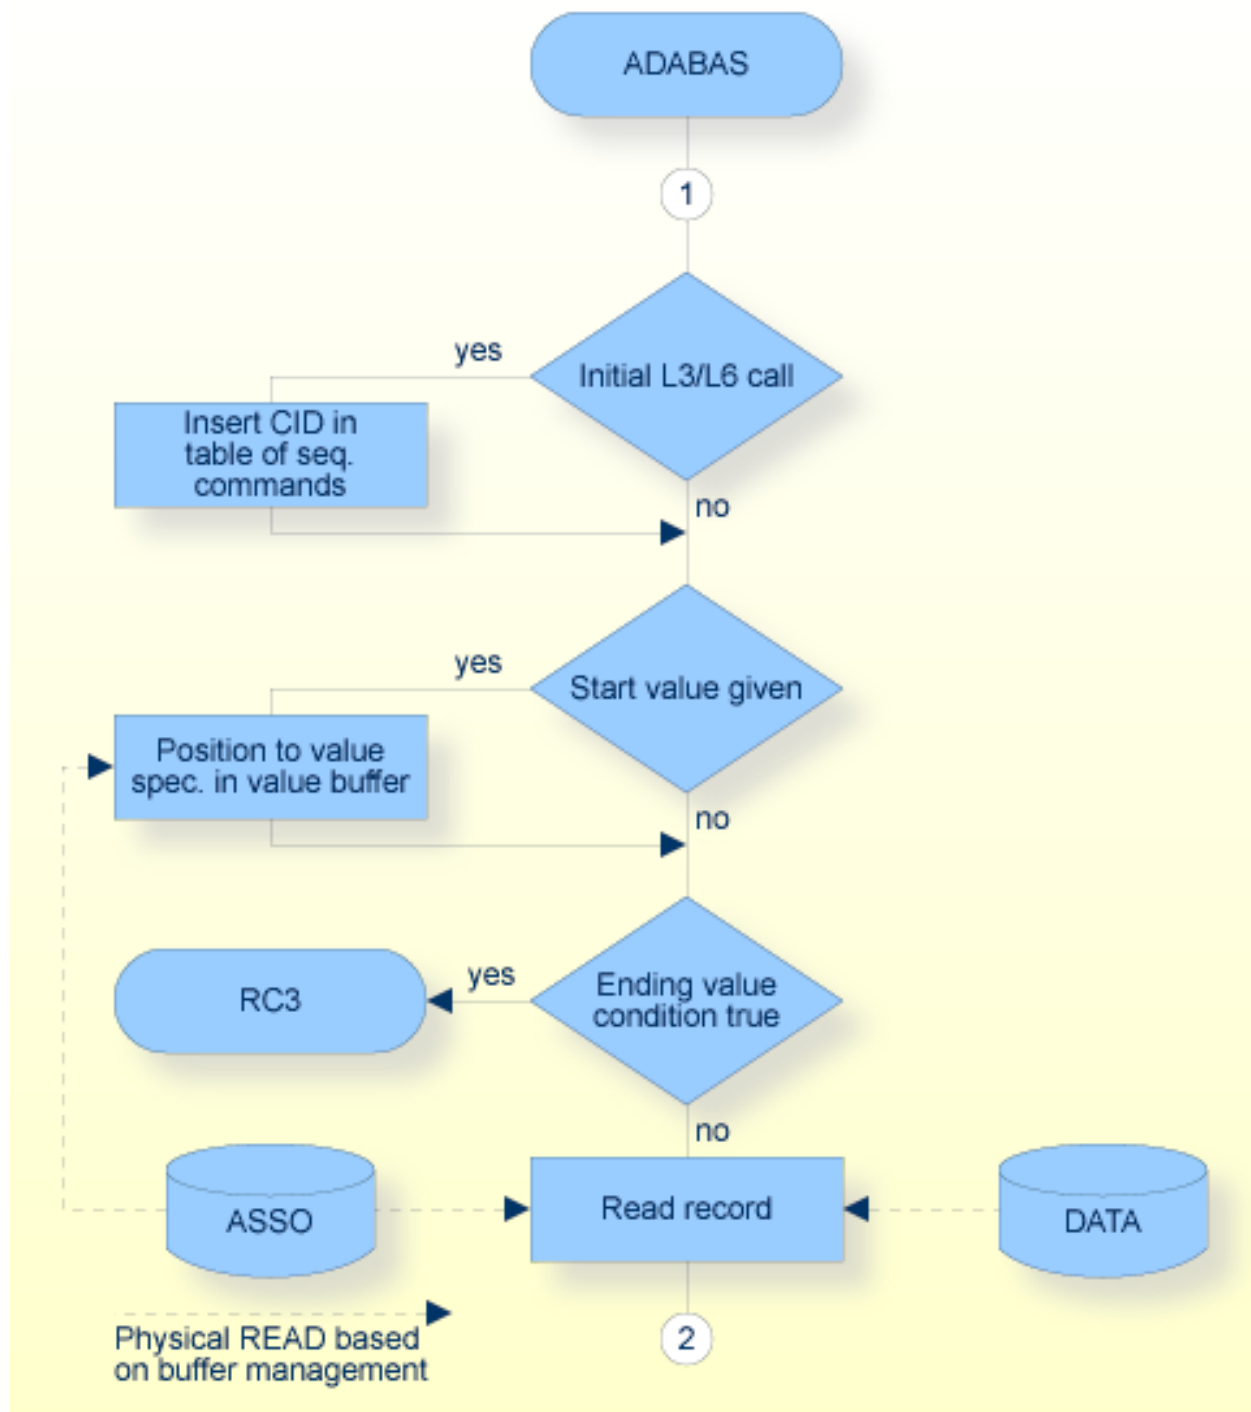 ADABAS
1
yes
Initial L3/L6 call
Insert CID in
table of seq.
commands
no
yes
Start value given
Position to value
spec. in value buffer
no
RC3
yes
Ending value
condition true
no
ASSO
Read record
DATA
Physical READ based
on buffer management
2